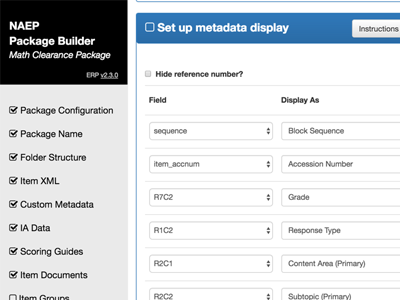 NAEP
Package Builder
Math Clearance Package
ERP v2.3.0
Package Configuration
Package Name
Folder Structure
Item XML
Custom Metadata
IA Data
Scoring Guides
Item Documents
Item Groups
Set up metadata display
Instructions
Hide reference number?
Field Display As
sequence Block Sequence
item_accnum Accession Number
R7C2 Grade
R1C2 Response Type
R2C1 Content Area (Primary)
R2C2 Subtopic (Primary)